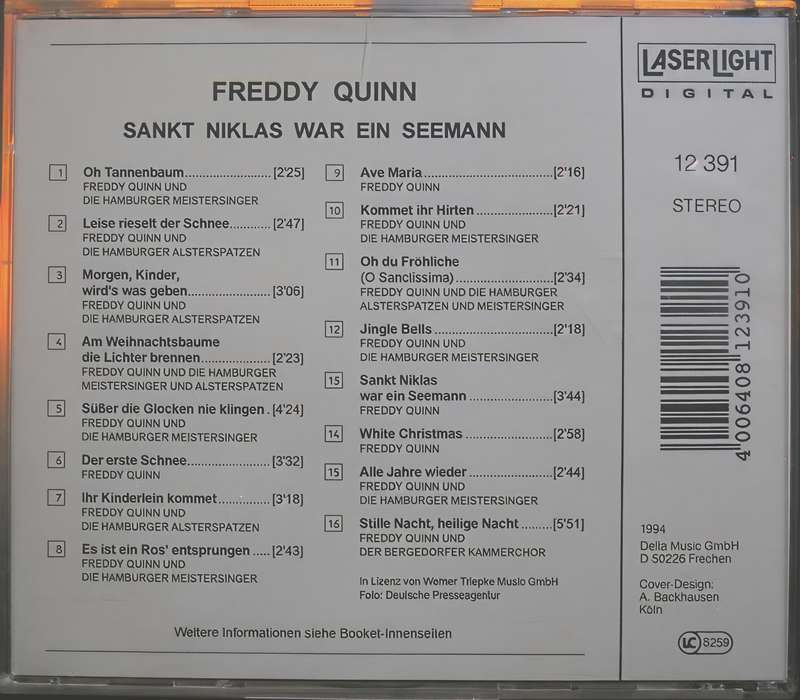 FREDDY QUINN
SANKT NIKLAS WAR EIN SEEMANN
1 Oh Tannenbaum [2'25]
FREDDY QUINN UND
DIE HAMBURGER MEISTERSINGER
2 Leise rieselt der Schnee [2'47]
FREDDY QUINN UND
DIE HAMBURGER ALSTERSPATZEN
3 Morgen, Kinder,
wird's was geben [3'06]
FREDDY QUINN UND
DIE HAMBURGER ALSTERSPATZEN
4 Am Weihnachtsbaume
die Lichter brennen [2'23]
FREDDY QUINN UND DIE HAMBURGER
MEISTERSINGER UND ALSTERSPATZEN
5 Süßer die Glocken nie klingen . [4'24]
FREDDY QUINN UND
DIE HAMBURGER MEISTERSINGER
6 Der erste Schnee [3'32]
FREDDY QUINN
7 Ihr Kinderlein kommet [3'18]
FREDDY QUINN UND
DIE HAMBURGER ALSTERSPATZEN
8 Es ist ein Ros' entsprungen ..... [2'43]
FREDDY QUINN UND
DIE HAMBURGER MEISTERSINGER
9 Ave Maria [2'16]
FREDDY QUINN
10 Kommet ihr Hirten [2'21]
FREDDY QUINN UND
DIE HAMBURGER MEISTERSINGER
11 Oh du Fröhliche
(O Sanclissima) [2'34]
FREDDY QUINN UND DIE HAMBURGER
ALSTERSPATZEN UND MEISTERSINGER
12 Jingle Bells [2'18]
FREDDY QUINN UND
DIE HAMBURGER MEISTERSINGER
15 Sankt Niklas
war ein Seemann [3'44]
FREDDY QUINN
14 White Christmas [2'58]
FREDDY QUINN
15 Alle Jahre wieder [2'44]
FREDDY QUINN UND
DIE HAMBURGER MEISTERSINGER
16 Stille Nacht, heilige Nacht [5'51]
FREDDY QUINN UND
DER BERGEDORFER KAMMERCHOR
In Lizenz von Wemer Triepke Musio GmbH
Folo: Deulsche Presseagentur
Weitere Informationen siehe Booket-Innenseilen
LASERLIGHT
DIGITAL
12 391
STEREO
4 006408 123910
1994
Della Music GmbH
D S0226 Frechen
Cover-Design:
A. Backhausen
Köln
LC 8259